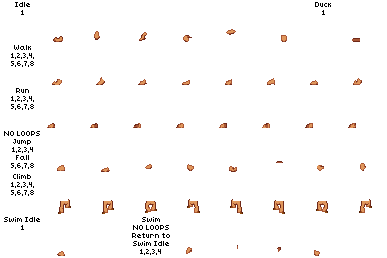 Idle
1
Duck
1
Walk
1,2,3,4,
5,6,7,8
Run
1,2,3,4,
5,6,7,8
NO LOOPS
Jump
1,2,3,4
Fall
5,6,7,8
Climb
1,2,3,4,
5,6,7,8
Swim Idle
1
Swim
NO LOOPS
Return to
Swim Idle
1,2,3,4